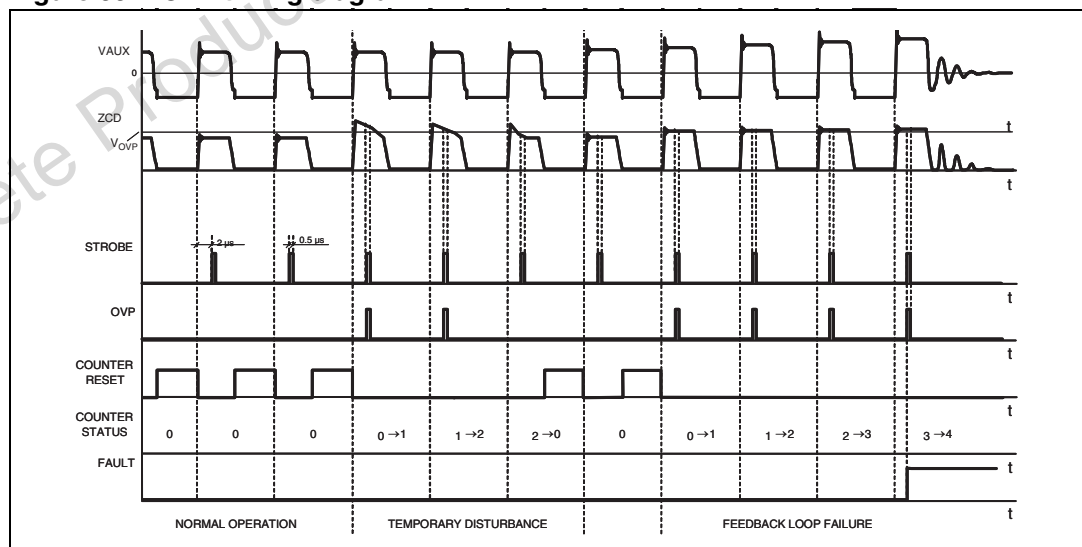 VAUX
0
ZCD
t
VOVP
t
2 µs
0.5 µs
STROBE
t
OVP
t
COUNTER
RESET
t
COUNTER
STATUS
0 0 0 0→1 1→2 2→0 0 0→1 1→2 2→3 3→4
FAULT
t
t
NORMAL OPERATION TEMPORARY DISTURBANCE FEEDBACK LOOP FAILURE